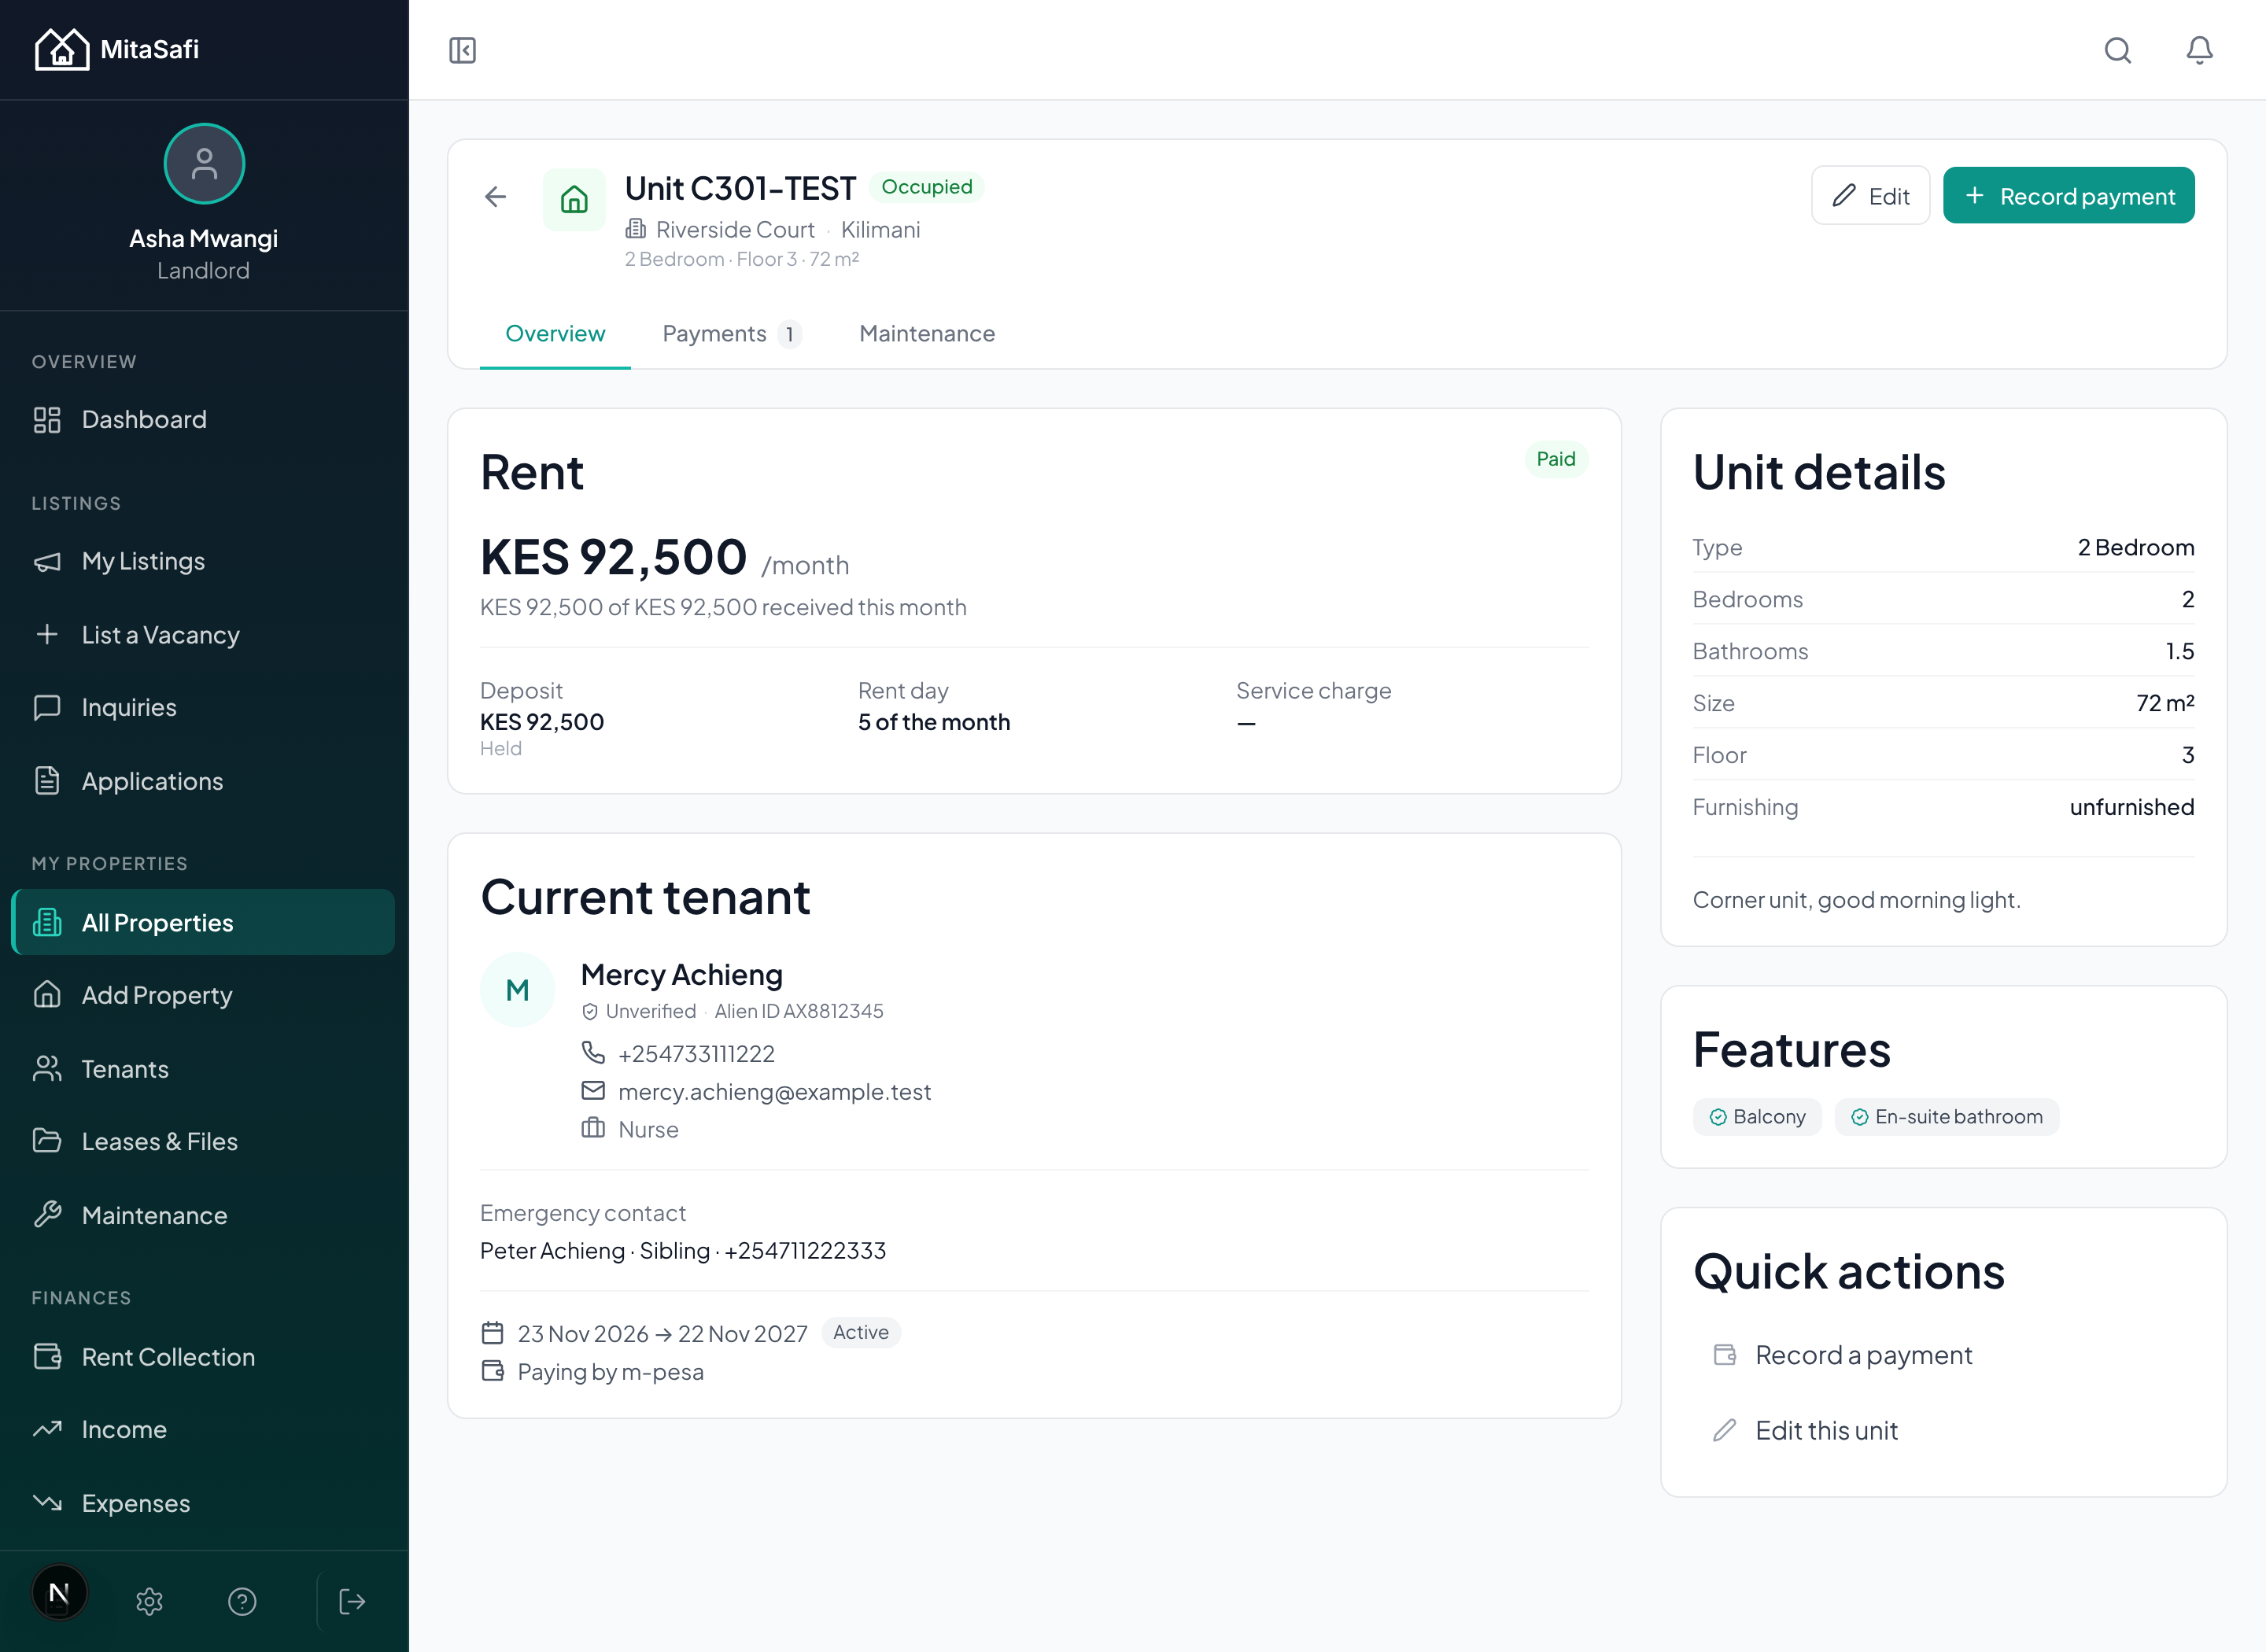 MitaSafi
Asha Mwangi
Landlord
OVERVIEW
Dashboard
LISTINGS
My Listings
List a Vacancy
Inquiries
Applications
MY PROPERTIES
All Properties
Add Property
Tenants
Leases & Files
Maintenance
FINANCES
Rent Collection
Income
Expenses
N
Unit C301-TEST Occupied
Riverside Court · Kilimani
2 Bedroom · Floor 3 · 72 m²
Edit
+ Record payment
Overview Payments 1 Maintenance
Rent Paid
KES 92,500 /month
KES 92,500 of KES 92,500 received this month
Deposit Rent day Service charge
KES 92,500 5 of the month —
Held
Current tenant
M
Mercy Achieng
Unverified · Alien ID AX8812345
+254733111222
mercy.achieng@example.test
Nurse
Emergency contact
Peter Achieng · Sibling · +254711222333
23 Nov 2026 → 22 Nov 2027 Active
Paying by m-pesa
Unit details
Type 2 Bedroom
Bedrooms 2
Bathrooms 1.5
Size 72 m²
Floor 3
Furnishing unfurnished
Corner unit, good morning light.
Features
Balcony En-suite bathroom
Quick actions
Record a payment
Edit this unit